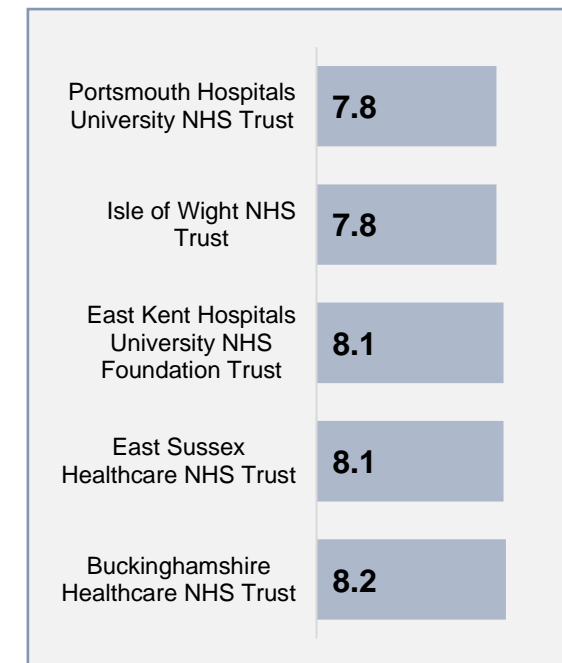 Portsmouth Hospitals
University NHS Trust
7.8
Isle of Wight NHS
Trust
7.8
East Kent Hospitals
University NHS
Foundation Trust
8.1
East Sussex
Healthcare NHS Trust
8.1
Buckinghamshire
Healthcare NHS Trust
8.2